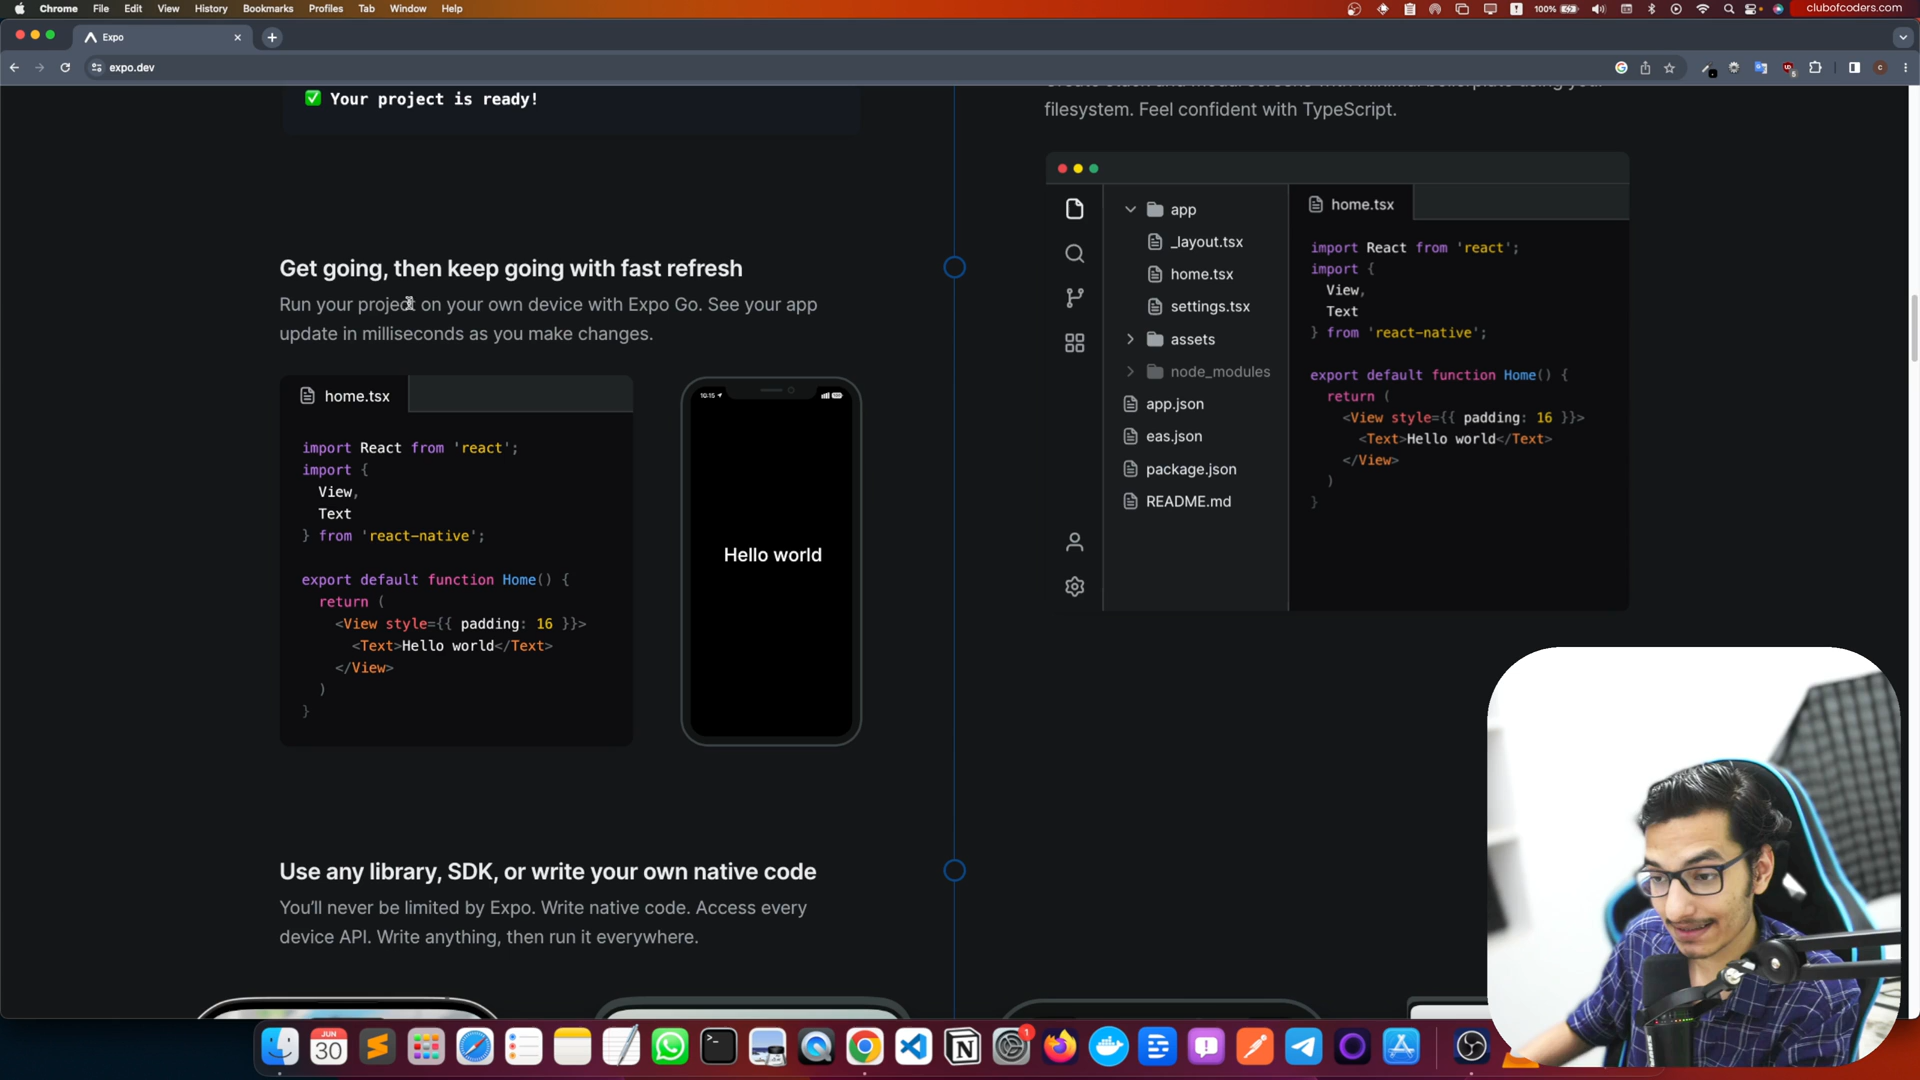 Chrome File Edit View History Bookmarks Profiles Tab Window Help
100%
clubofcoders.com
Expo
expo.dev
✅ Your project is ready!
filesystem. Feel confident with TypeScript.
Get going, then keep going with fast refresh
Run your project on your own device with Expo Go. See your app
update in milliseconds as you make changes.
home.tsx
import React from 'react';
import {
View,
Text
} from 'react-native';
export default function Home() {
return (
<View style={{ padding: 16 }}>
<Text>Hello world</Text>
</View>
)
}
10:15
Hello world
app
_layout.tsx
home.tsx
settings.tsx
assets
node_modules
app.json
eas.json
package.json
README.md
home.tsx
import React from 'react';
import {
View,
Text
} from 'react-native';
export default function Home() {
return (
<View style={{ padding: 16 }}>
<Text>Hello world</Text>
</View>
)
}
Use any library, SDK, or write your own native code
You'll never be limited by Expo. Write native code. Access every
device API. Write anything, then run it everywhere.
JUN
30
1